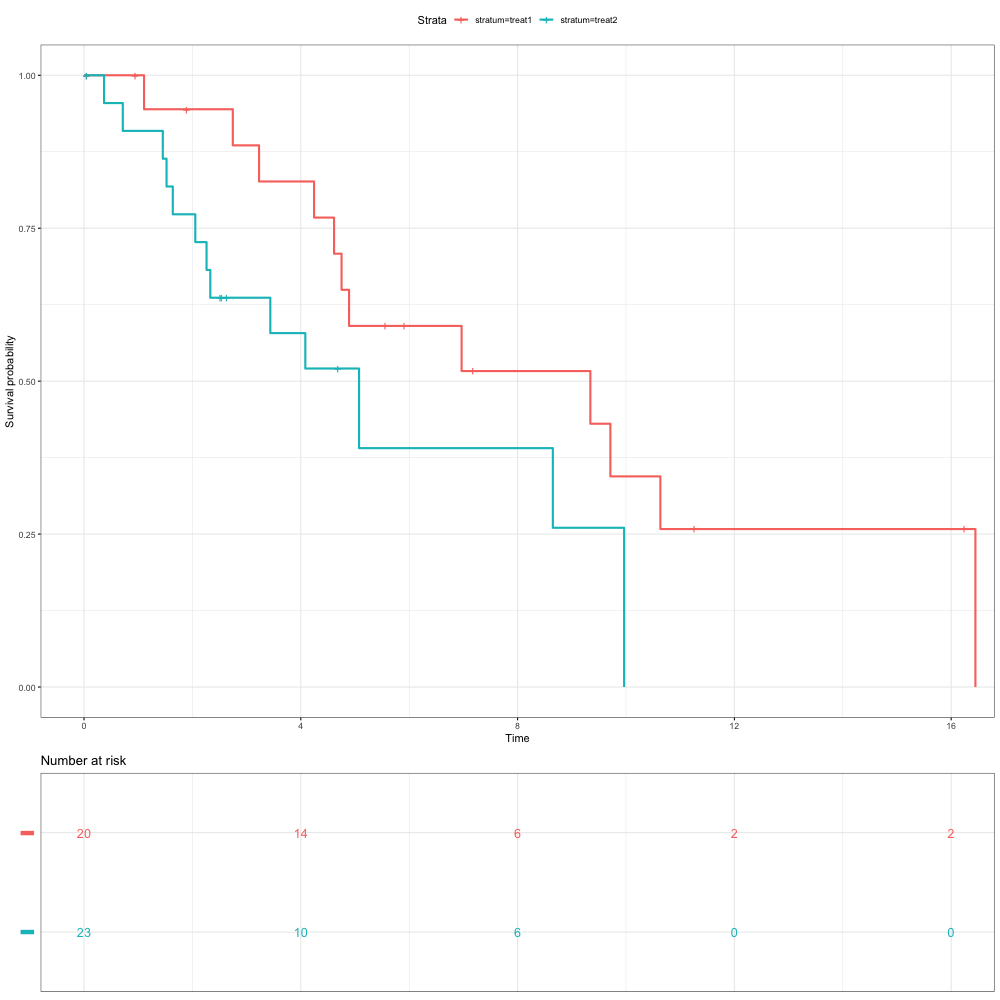 Strata stratum=treat1 stratum=treat2
1.00
0.75
0.50
0.25
0.00
Survival probability
0 4 8 12 16
Time
Number at risk
20 14 6 2 2
23 10 6 0 0